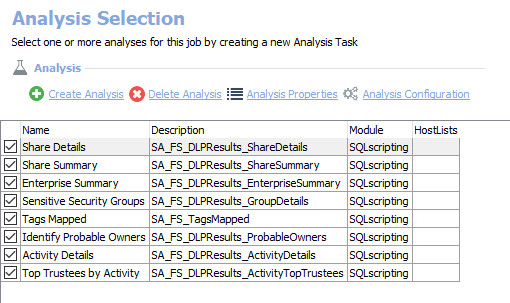 Analysis Selection
Select one or more analyses for this job by creating a new Analysis Task
Analysis
Create Analysis Delete Analysis Analysis Properties Analysis Configuration
Name Description Module HostLists
Share Details SA_FS_DLPResults_ShareDetails SQLscripting
Share Summary SA_FS_DLPResults_ShareSummary SQLscripting
Enterprise Summary SA_FS_DLPResults_EnterpriseSummary SQLscripting
Sensitive Security Groups SA_FS_DLPResults_GroupDetails SQLscripting
Tags Mapped SA_FS_TagsMapped SQLscripting
Identify Probable Owners SA_FS_DLPResults_ProbableOwners SQLscripting
Activity Details SA_FS_DLPResults_ActivityDetails SQLscripting
Top Trustees by Activity SA_FS_DLPResults_ActivityTopTrustees SQLscripting